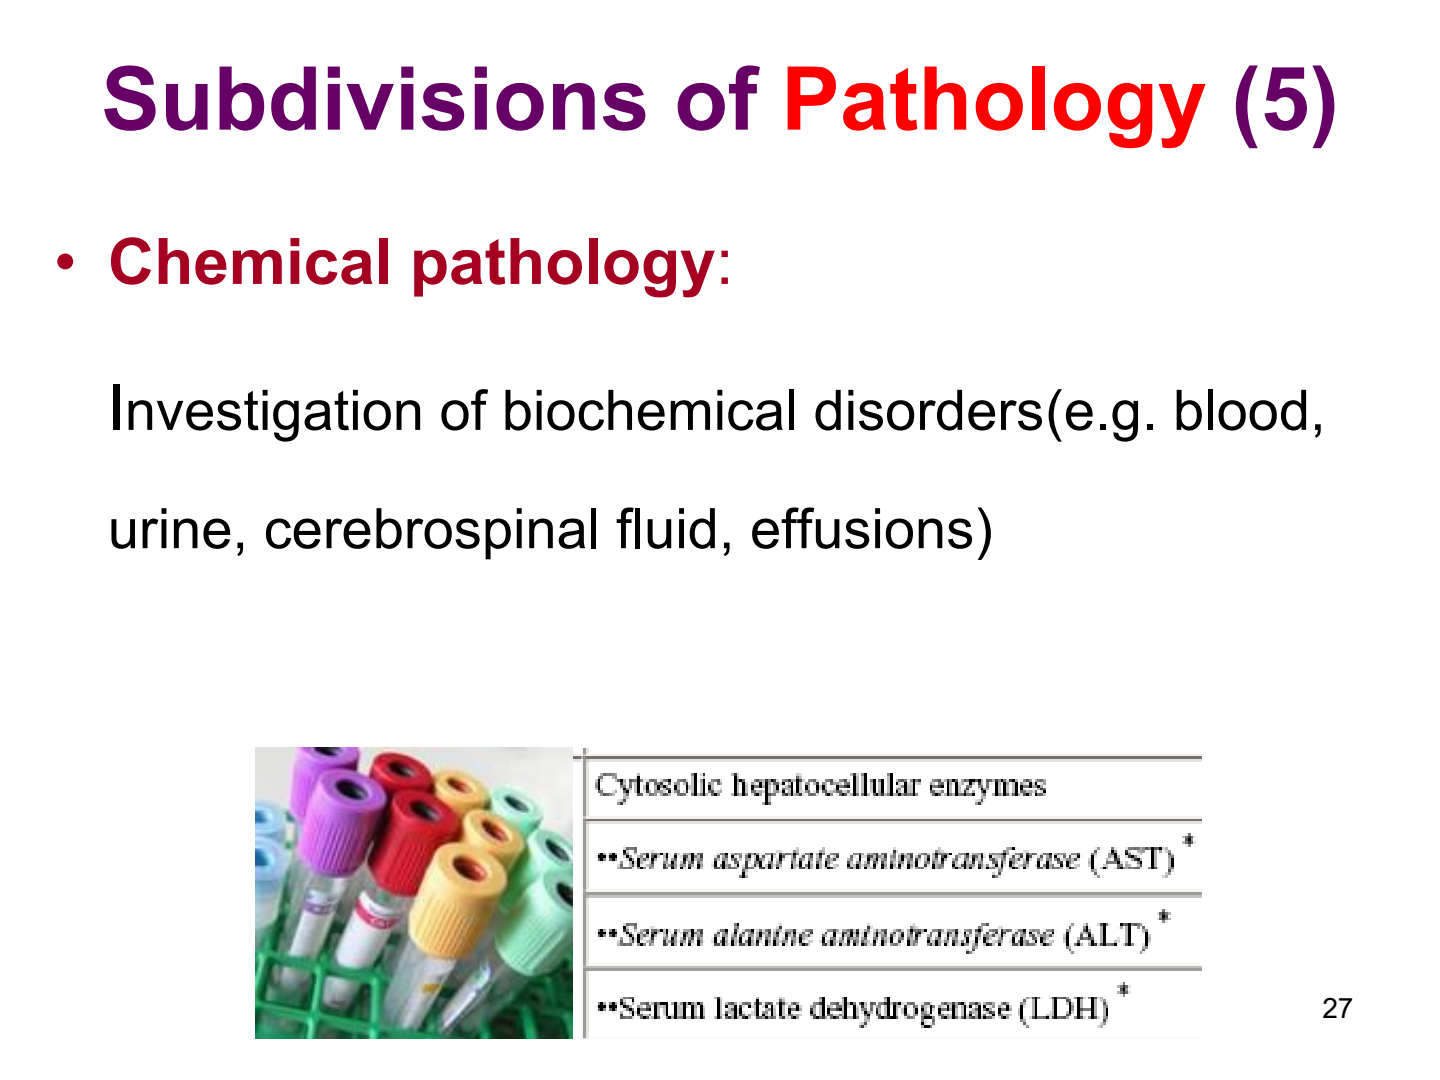 Subdivisions of Pathology (5)
• Chemical pathology:
Investigation of biochemical disorders(e.g. blood,
urine, cerebrospinal fluid, effusions)
Cytosolic hepatocellular enzymes
••Serum aspartate aminotransferase (AST)*
••Serum alanine aminotransferase (ALT)*
••Serum lactate dehydrogenase (LDH)*
27